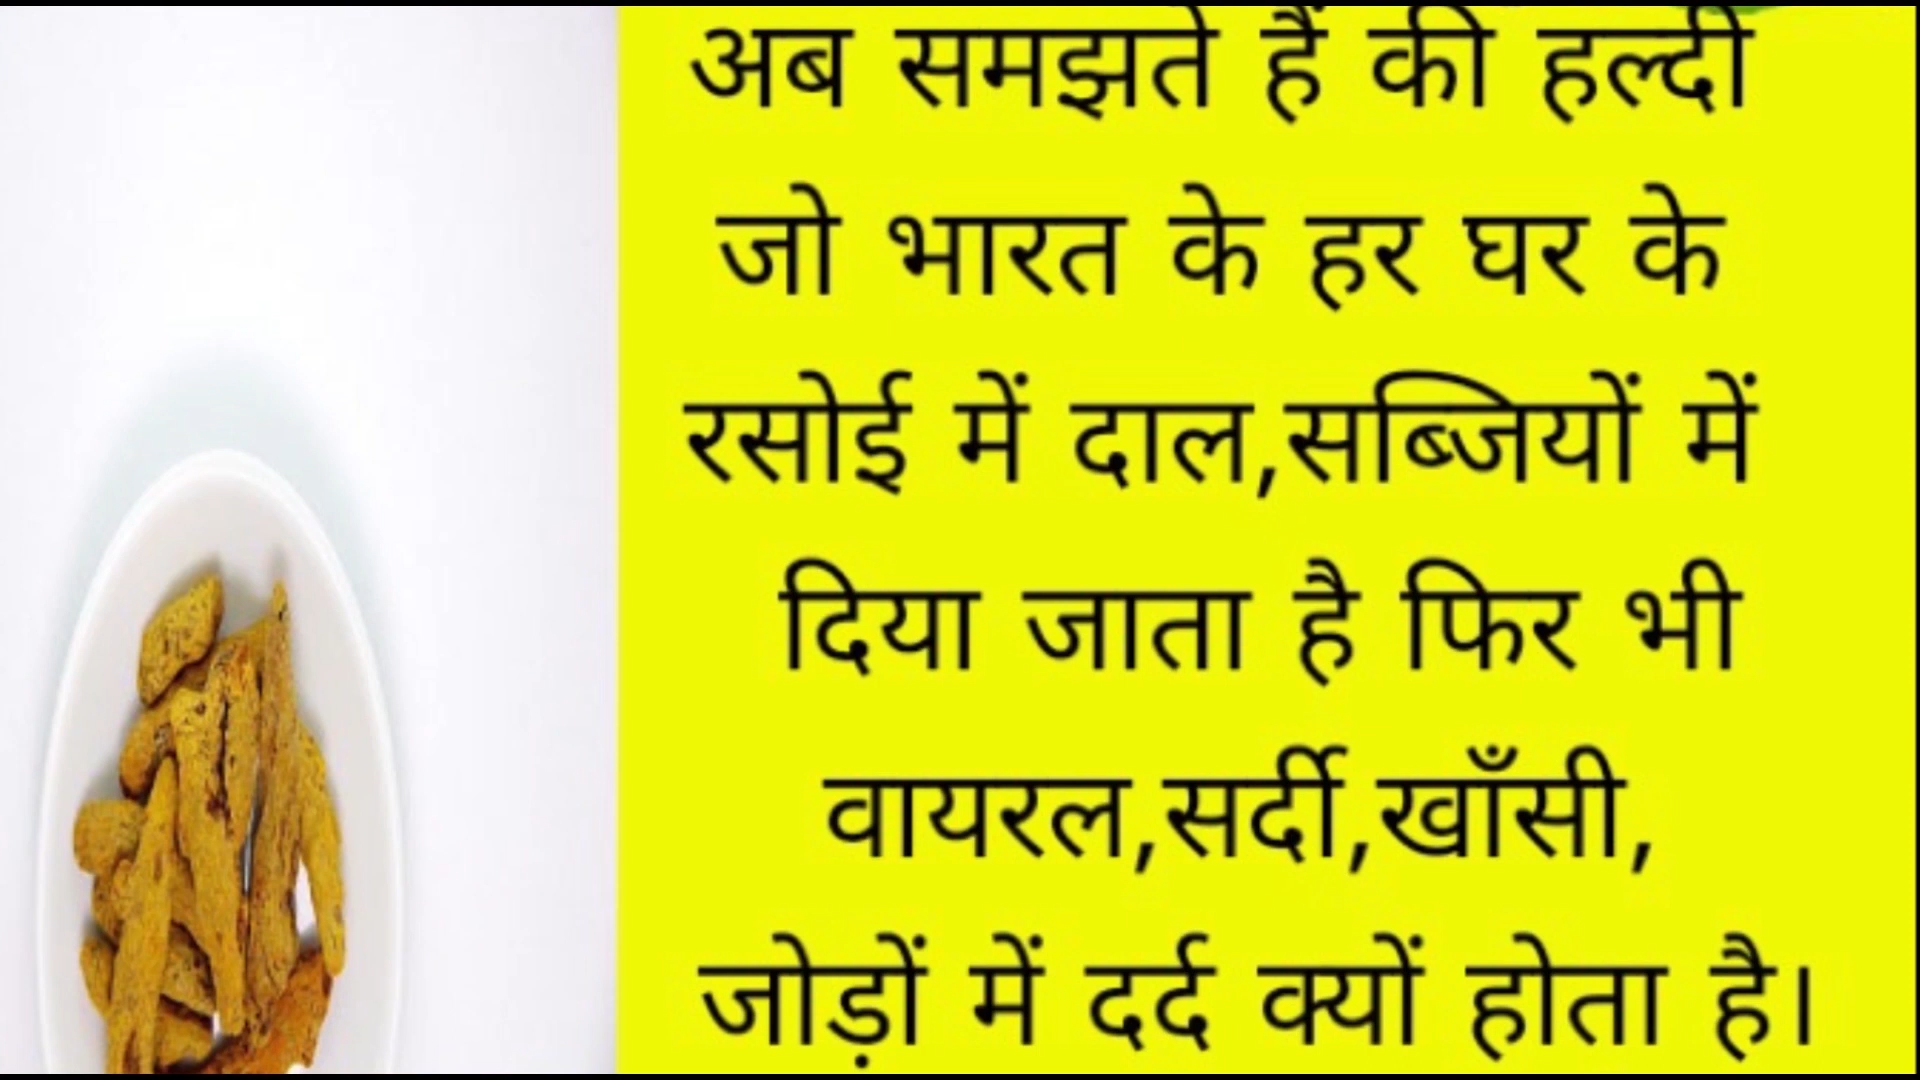 अब समझते हैं की हल्दी
जो भारत के हर घर के
रसोई में दाल,सब्जियों में
दिया जाता है फिर भी
वायरल,सर्दी,खाँसी,
जोड़ों में दर्द क्यों होता है।